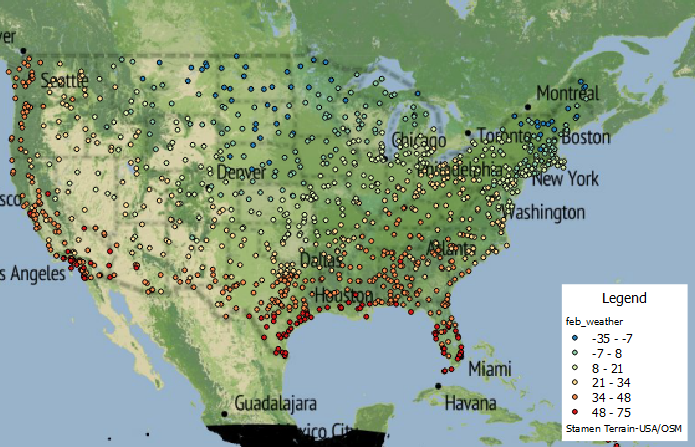 ver
Seattle
Montreal
Chicago
Toronto
Boston
Denver
Philadelphia
New York
sco
Washington
Atlanta
Dallas
s Angeles
Houston
Legend
feb_weather
-35 - -7
-7 - 8
8 - 21
21 - 34
34 - 48
48 - 75
Stamen Terrain-USA/OSM
Miami
Guadalajara
Havana
xico City